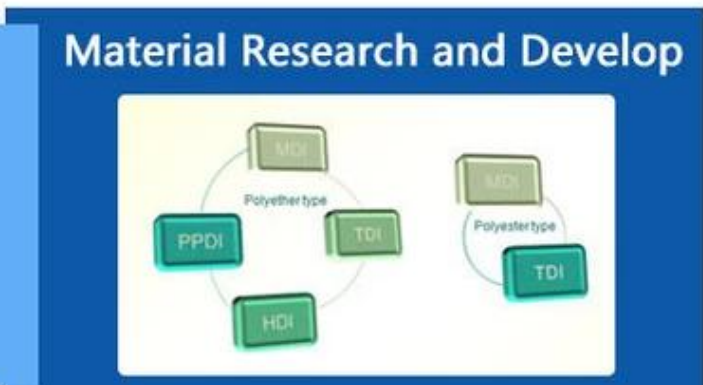 Material Research and Develop
MDI
Polyether type
PPDI
TDI
HDI
MDI
Polyester type
TDI